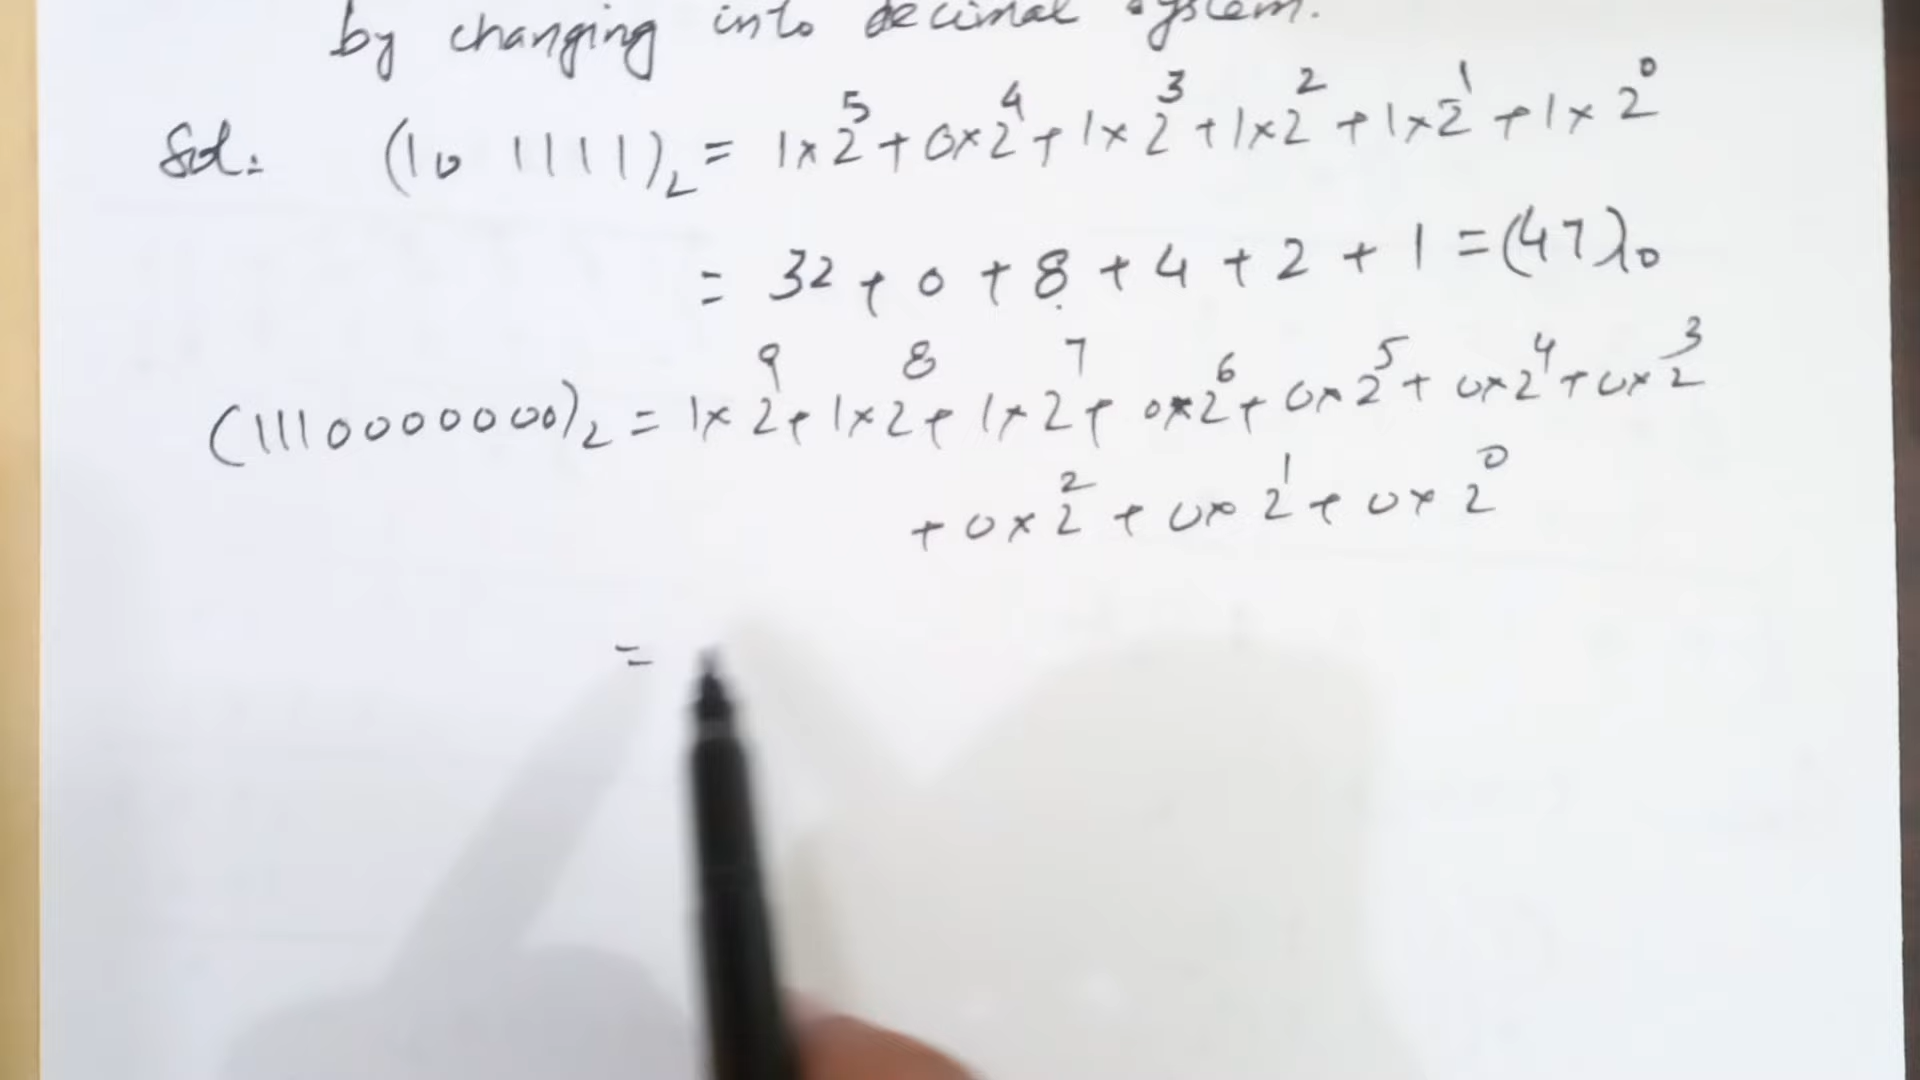 by changing into decimal system.
Sol: (10 1111)₂ = 1×2⁵ + 0×2⁴ + 1×2³ + 1×2² + 1×2¹ + 1×2⁰
= 32 + 0 + 8 + 4 + 2 + 1 = (47)₁₀
(1110000000)₂ = 1×2⁹ + 1×2⁸ + 1×2⁷ + 0×2⁶ + 0×2⁵ + 0×2⁴ + 0×2³
+ 0×2² + 0×2¹ + 0×2⁰
=